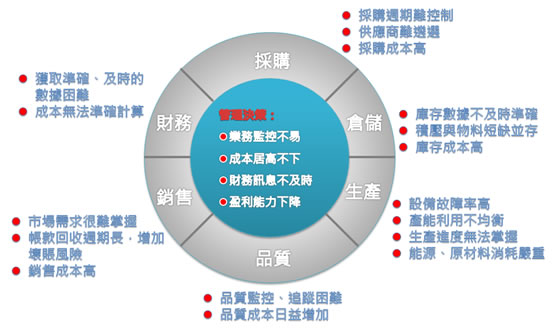 採購週期難控制
供應商難遴選
採購成本高
採購
獲取準確、及時的
數據困難
成本無法準確計算
財務
管理決策：
業務監控不易
成本居高不下
財務訊息不及時
盈利能力下降
倉儲
庫存數據不及時準確
積壓與物料短缺並存
庫存成本高
銷售
生產
設備故障率高
產能利用不均衡
生產進度無法掌握
能源、原材料消耗嚴重
市場需求很難掌握
帳款回收週期長，增加
壞賬風險
銷售成本高
品質
品質監控、追蹤困難
品質成本日益增加